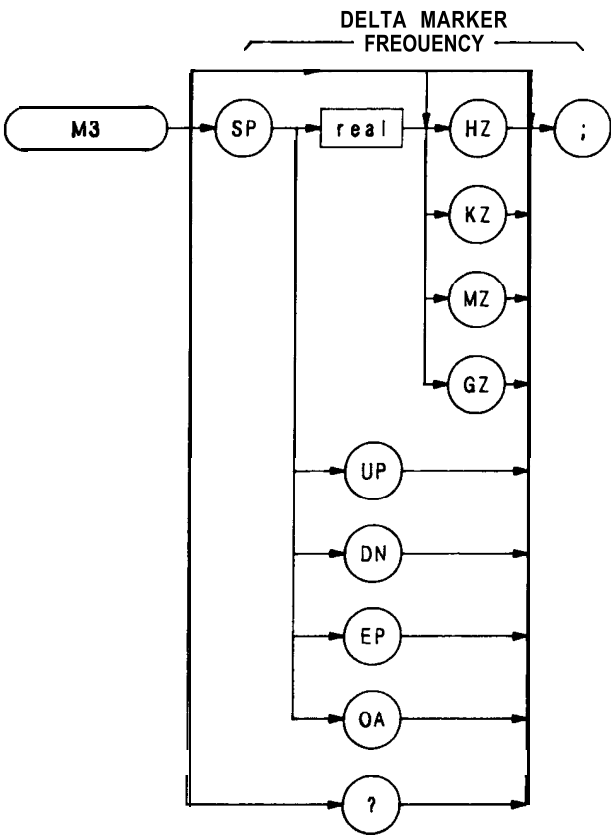 DELTA MARKER
FREOUENCY
M3 SP real HZ ;
KZ
MZ
GZ
UP
DN
EP
OA
?